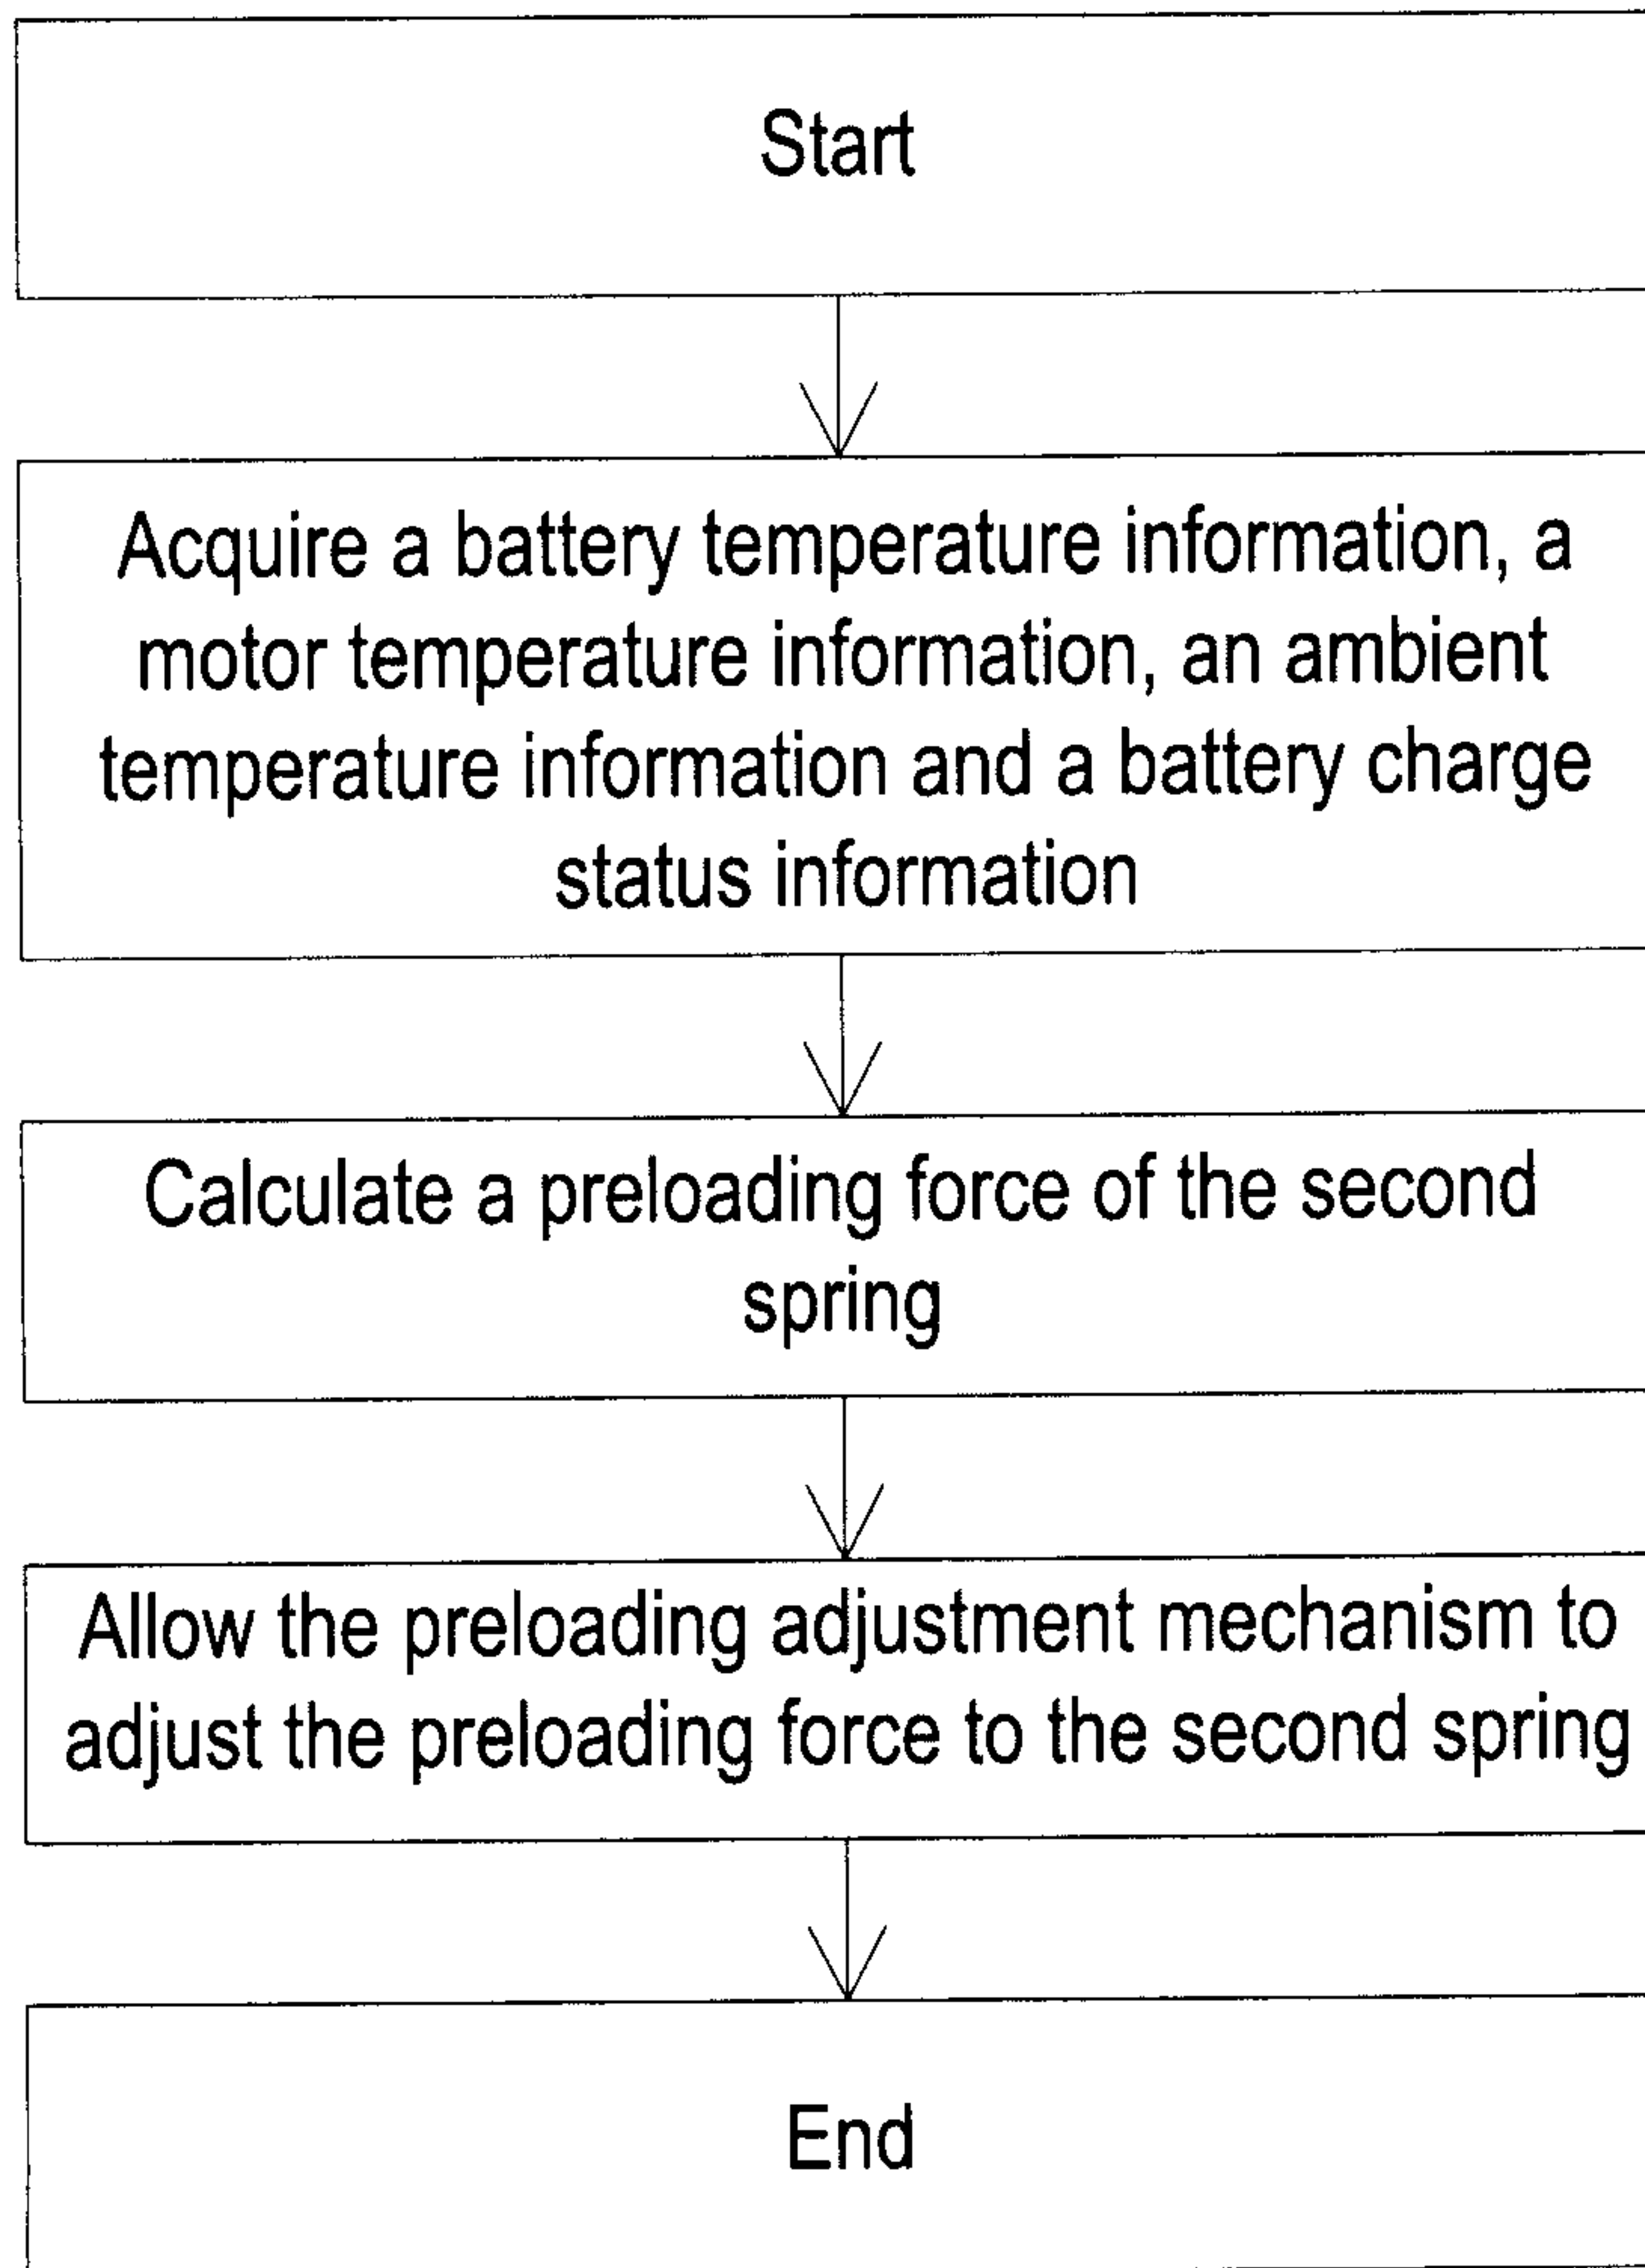 Start
Acquire a battery temperature information, a
motor temperature information, an ambient
temperature information and a battery charge
status information
Calculate a preloading force of the second
spring
Allow the preloading adjustment mechanism to
adjust the preloading force to the second spring
End